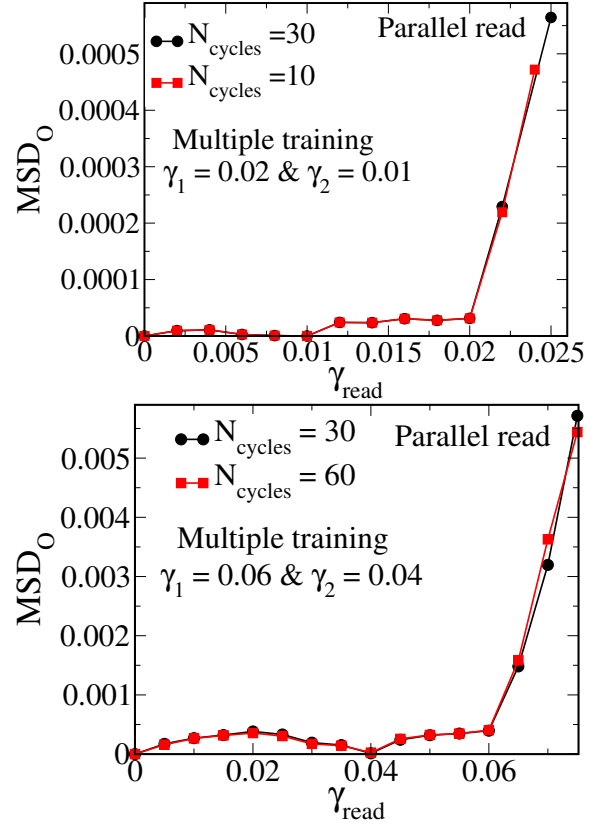 N_cycles = 30 Parallel read
N_cycles = 10
Multiple training
γ_1 = 0.02 & γ_2 = 0.01
MSD_O
0.0005
0.0004
0.0003
0.0002
0.0001
0
0 0.005 0.01 0.015 0.02 0.025
γ_read
N_cycles = 30 Parallel read
N_cycles = 60
Multiple training
γ_1 = 0.06 & γ_2 = 0.04
MSD_O
0.005
0.004
0.003
0.002
0.001
0
0 0.02 0.04 0.06
γ_read